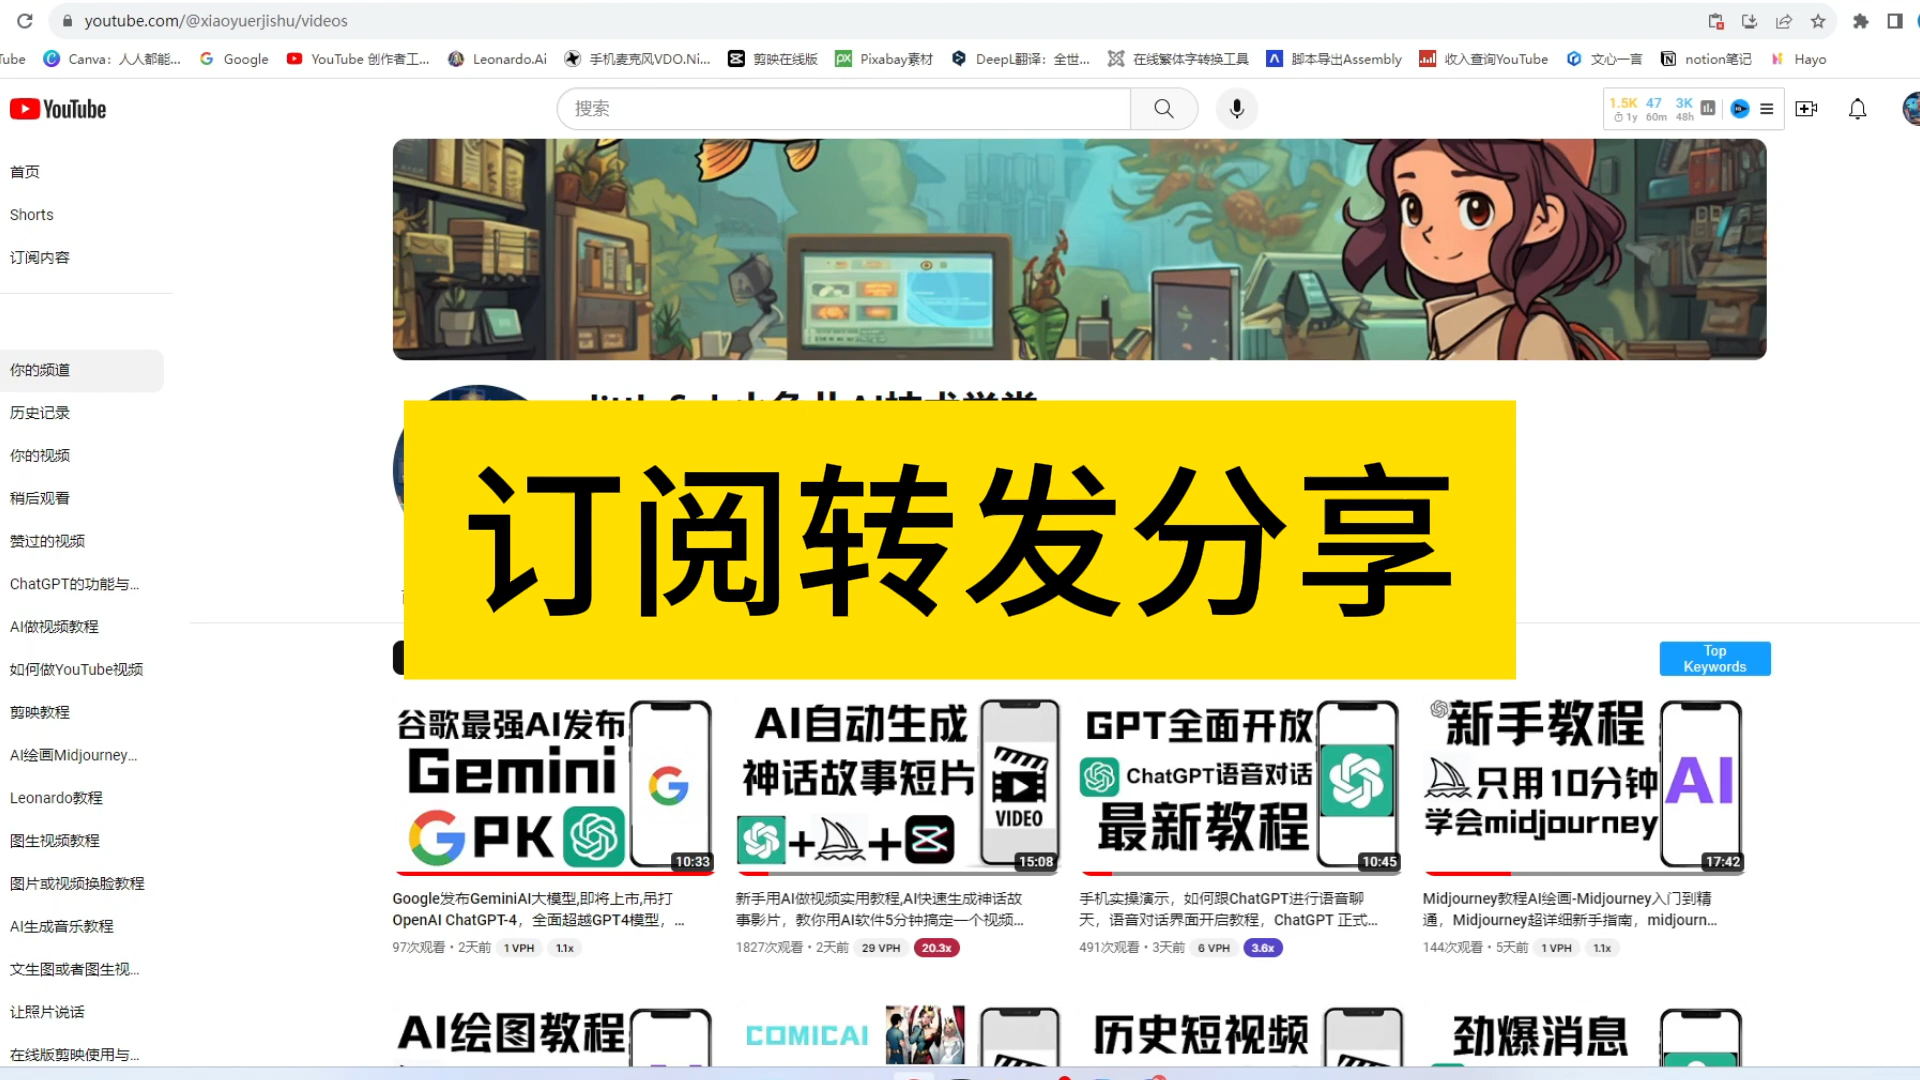 youtube.com/@xiaoyuerjishu/videos
Tube
Canva：人人都能...
Google
YouTube 创作者工...
Leonardo.Ai
手机麦克风VDO.Ni...
剪映在线版
Pixabay素材
DeepL翻译：全世...
在线繁体字转换工具
脚本导出Assembly
收入查询YouTube
文心一言
notion笔记
Hayo
YouTube
搜索
1.5K 47 3K
1y 60m 48h
首页
Shorts
订阅内容
你的频道
历史记录
你的视频
稍后观看
赞过的视频
ChatGPT的功能与...
AI做视频教程
如何做YouTube视频
剪映教程
AI绘画Midjourney...
Leonardo教程
图生视频教程
图片或视频换脸教程
AI生成音乐教程
文生图或者图生视...
让照片说话
在线版剪映使用与...
订阅转发分享
Top
Keywords
谷歌最强AI发布
Gemini
PK
10:33
Google发布GeminiAI大模型,即将上市,吊打
OpenAI ChatGPT-4，全面超越GPT4模型，...
97次观看・2天前 1 VPH 1.1x
AI自动生成
神话故事短片
VIDEO
15:08
新手用AI做视频实用教程,AI快速生成神话故
事影片，教你用AI软件5分钟搞定一个视频...
1827次观看・2天前 29 VPH 20.3x
GPT全面开放
ChatGPT语音对话
最新教程
10:45
手机实操演示，如何跟ChatGPT进行语音聊
天，语音对话界面开启教程，ChatGPT 正式...
491次观看・3天前 6 VPH 3.6x
新手教程
只用10分钟
学会midjourney
AI
17:42
Midjourney教程AI绘画-Midjourney入门到精
通，Midjourney超详细新手指南，midjourn...
144次观看・5天前 1 VPH 1.1x
AI绘图教程
COMICAI
历史短视频
劲爆消息